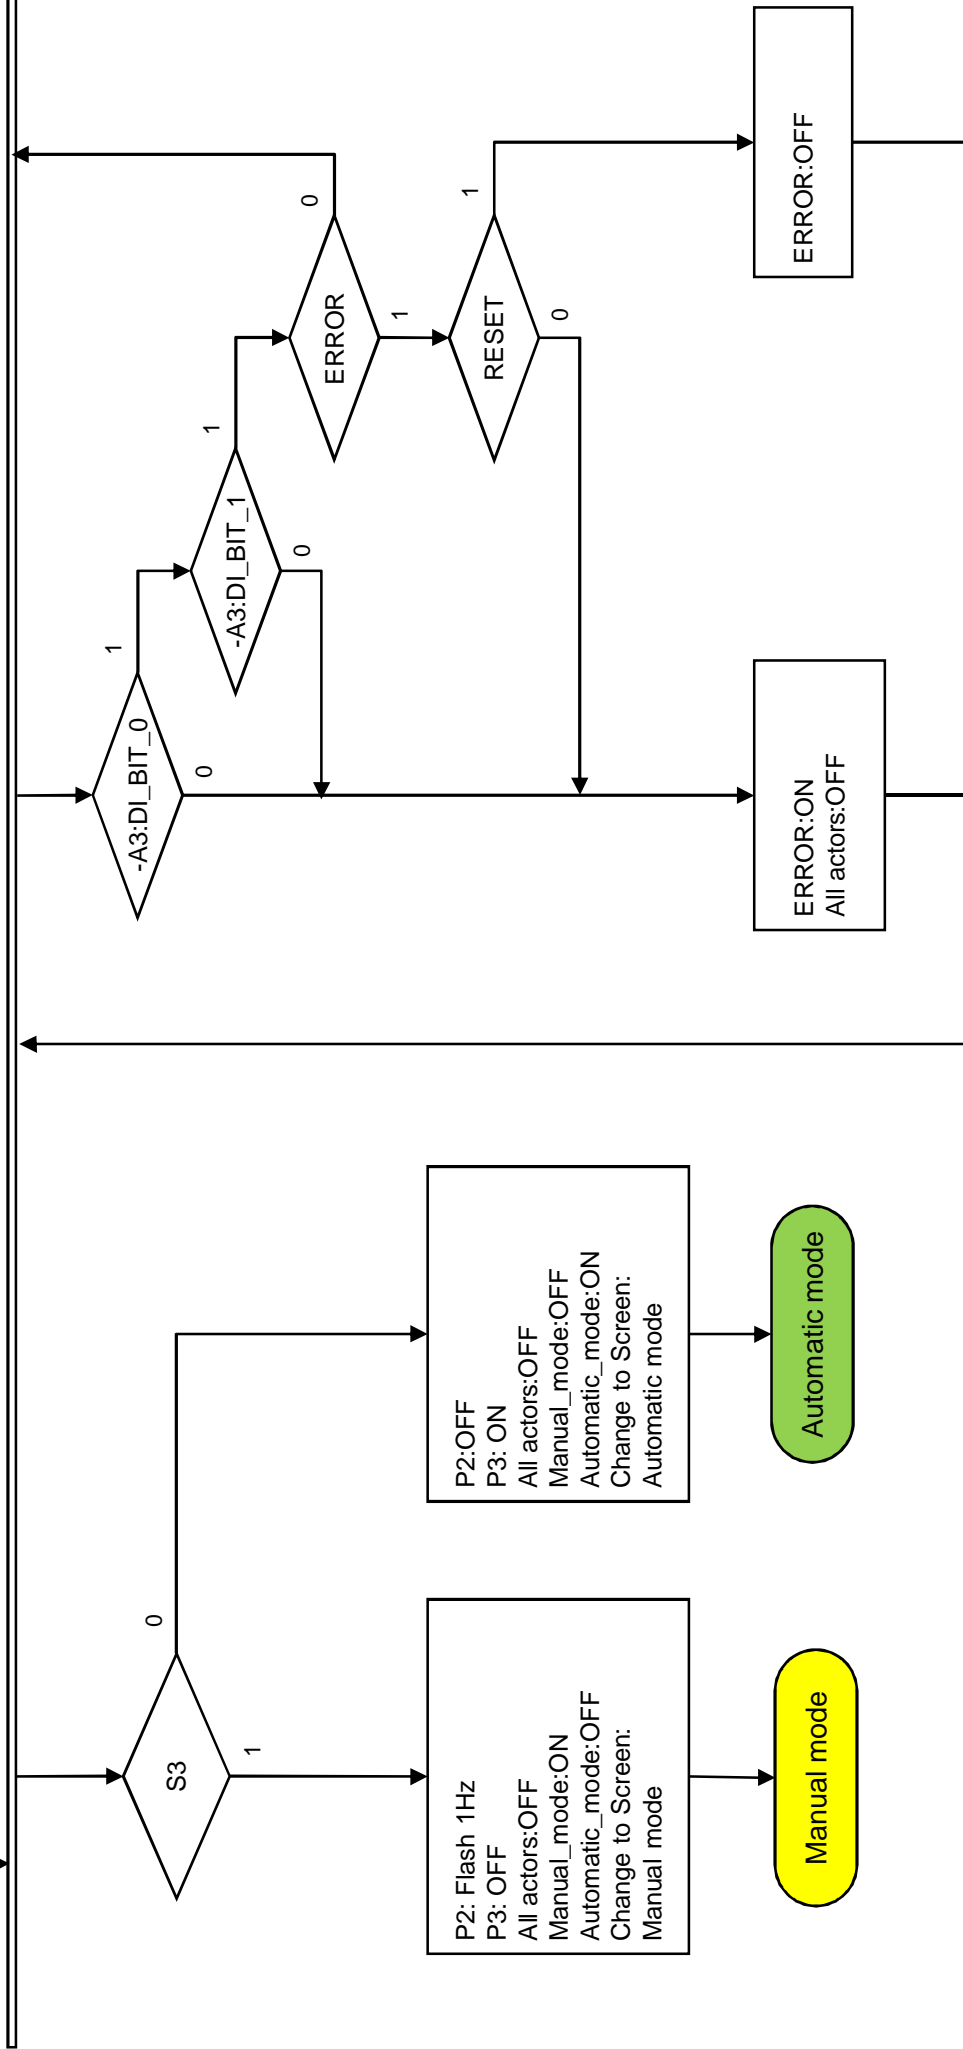 S3
0
1
P2: Flash 1Hz
P3: OFF
All actors:OFF
Manual_mode:ON
Automatic_mode:OFF
Change to Screen:
Manual mode
Manual mode
P2:OFF
P3: ON
All actors:OFF
Manual_mode:OFF
Automatic_mode:ON
Change to Screen:
Automatic mode
Automatic mode
-A3:DI_BIT_0
1
0
-A3:DI_BIT_1
1
0
ERROR
0
1
RESET
1
0
ERROR:ON
All actors:OFF
ERROR:OFF